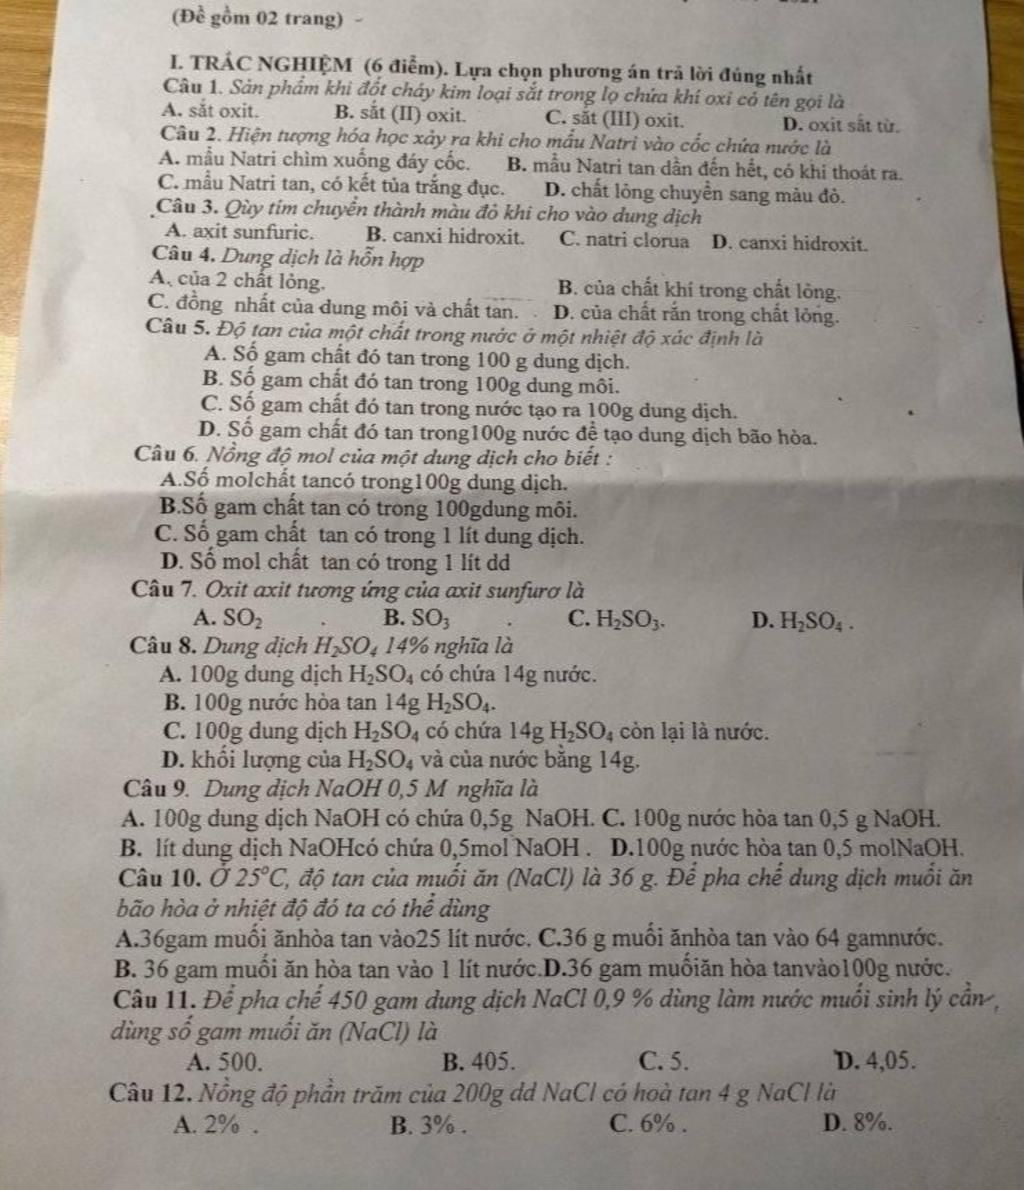 (Đề gồm 02 trang) -
I. TRẮC NGHIỆM (6 điểm). Lựa chọn phương án trả lời đúng nhất
Câu 1. Sản phẩm khi đốt cháy kim loại sắt trong lọ chứa khí oxi có tên gọi là
A. sắt oxit. B. sắt (II) oxit. C. sắt (III) oxit. D. oxit sắt từ.
Câu 2. Hiện tượng hóa học xảy ra khi cho mẩu Natri vào cốc chứa nước là
A. mẩu Natri chìm xuống đáy cốc. B. mẩu Natri tan dần đến hết, có khí thoát ra.
C. mẩu Natri tan, có kết tủa trắng đục. D. chất lỏng chuyển sang màu đỏ.
Câu 3. Qùy tím chuyển thành màu đỏ khi cho vào dung dịch
A. axit sunfuric. B. canxi hidroxit. C. natri clorua D. canxi hidroxit.
Câu 4. Dung dịch là hỗn hợp
A. của 2 chất lỏng. B. của chất khí trong chất lỏng.
C. đồng nhất của dung môi và chất tan. D. của chất rắn trong chất lỏng.
Câu 5. Độ tan của một chất trong nước ở một nhiệt độ xác định là
A. Số gam chất đó tan trong 100 g dung dịch.
B. Số gam chất đó tan trong 100g dung môi.
C. Số gam chất đó tan trong nước tạo ra 100g dung dịch.
D. Số gam chất đó tan trong100g nước để tạo dung dịch bão hòa.
Câu 6. Nồng độ mol của một dung dịch cho biết :
A.Số molchất tancó trong100g dung dịch.
B.Số gam chất tan có trong 100gdung môi.
C. Số gam chất tan có trong 1 lít dung dịch.
D. Số mol chất tan có trong 1 lít dd
Câu 7. Oxit axit tương ứng của axit sunfurơ là
A. SO₂ B. SO₃ C. H₂SO₃. D. H₂SO₄ .
Câu 8. Dung dịch H₂SO₄ 14% nghĩa là
A. 100g dung dịch H₂SO₄ có chứa 14g nước.
B. 100g nước hòa tan 14g H₂SO₄.
C. 100g dung dịch H₂SO₄ có chứa 14g H₂SO₄ còn lại là nước.
D. khối lượng của H₂SO₄ và của nước bằng 14g.
Câu 9. Dung dịch NaOH 0,5 M nghĩa là
A. 100g dung dịch NaOH có chứa 0,5g NaOH. C. 100g nước hòa tan 0,5 g NaOH.
B. lít dung dịch NaOHcó chứa 0,5mol NaOH . D.100g nước hòa tan 0,5 molNaOH.
Câu 10. Ở 25°C, độ tan của muối ăn (NaCl) là 36 g. Để pha chế dung dịch muối ăn
bão hòa ở nhiệt độ đó ta có thể dùng
A.36gam muối ănhòa tan vào25 lít nước. C.36 g muối ănhòa tan vào 64 gamnước.
B. 36 gam muối ăn hòa tan vào 1 lít nước.D.36 gam muốiăn hòa tanvào100g nước.
Câu 11. Để pha chế 450 gam dung dịch NaCl 0,9 % dùng làm nước muối sinh lý cần
dùng số gam muối ăn (NaCl) là
A. 500. B. 405. C. 5. D. 4,05.
Câu 12. Nồng độ phần trăm của 200g dd NaCl có hoà tan 4 g NaCl là
A. 2% . B. 3% . C. 6% . D. 8%.